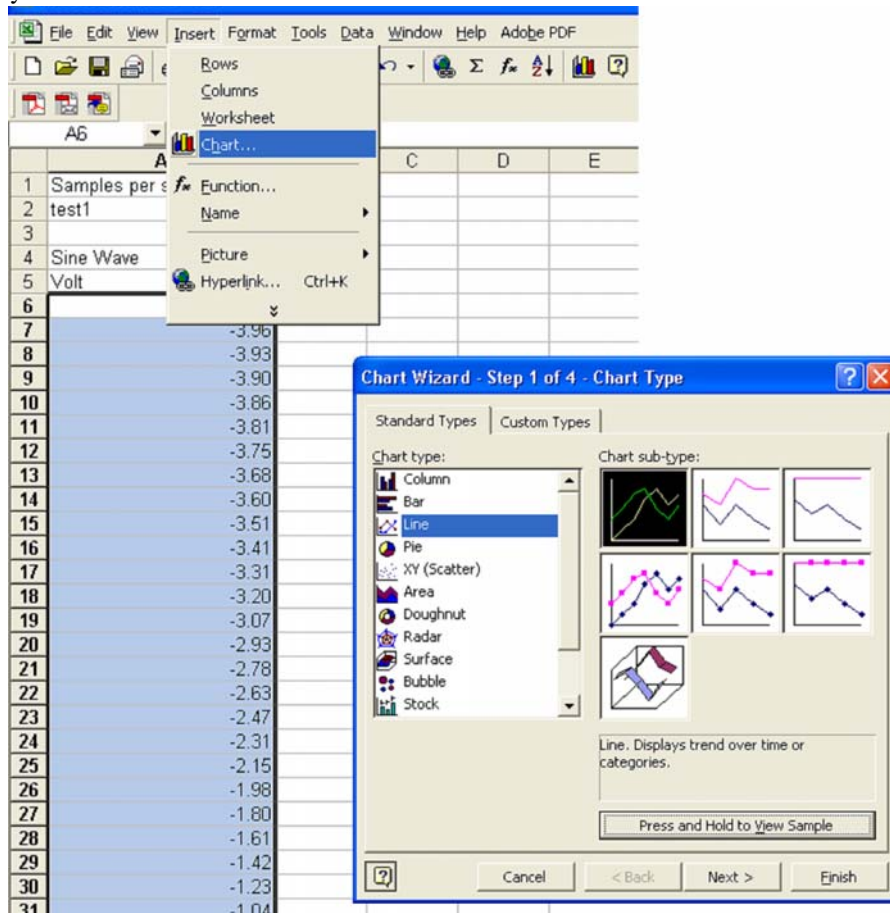 y
File Edit View Insert Format Tools Data Window Help Adobe PDF
Rows
Columns
Worksheet
Chart...
Function...
Name
Picture
Hyperlink... Ctrl+K
A6
A C D E
1 Samples per s
2 test1
3
4 Sine Wave
5 Volt
6
7 -3.96
8 -3.93
9 -3.90
10 -3.86
11 -3.81
12 -3.75
13 -3.68
14 -3.60
15 -3.51
16 -3.41
17 -3.31
18 -3.20
19 -3.07
20 -2.93
21 -2.78
22 -2.63
23 -2.47
24 -2.31
25 -2.15
26 -1.98
27 -1.80
28 -1.61
29 -1.42
30 -1.23
31 -1.04
Chart Wizard - Step 1 of 4 - Chart Type
Standard Types Custom Types
Chart type:
Column
Bar
Line
Pie
XY (Scatter)
Area
Doughnut
Radar
Surface
Bubble
Stock
Chart sub-type:
Line. Displays trend over time or
categories.
Press and Hold to View Sample
Cancel < Back Next > Finish